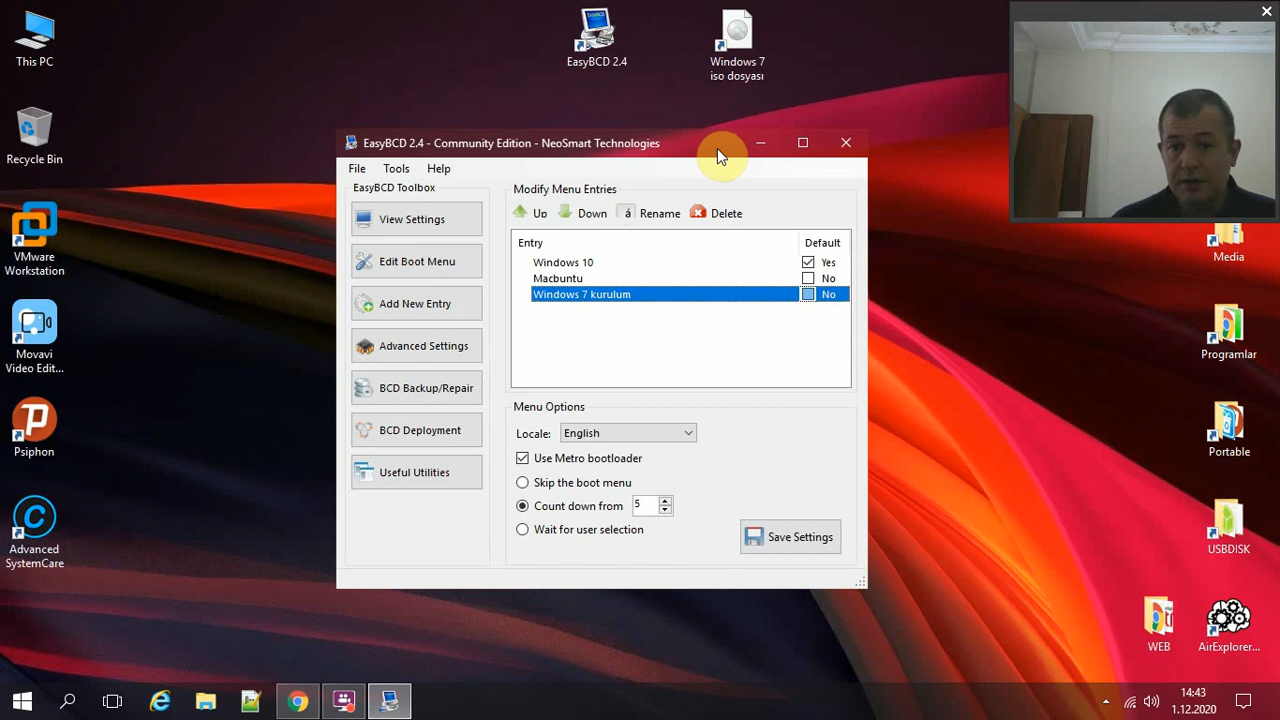 This PC
Recycle Bin
VMware
Workstation
Movavi
Video Edit...
Psiphon
Advanced
SystemCare
EasyBCD 2.4
Windows 7
iso dosyası
EasyBCD 2.4 - Community Edition - NeoSmart Technologies
File Tools Help
EasyBCD Toolbox
View Settings
Edit Boot Menu
Add New Entry
Advanced Settings
BCD Backup/Repair
BCD Deployment
Useful Utilities
Modify Menu Entries
Up Down á Rename Delete
Entry Default
Windows 10 Yes
Macbuntu No
Windows 7 kurulum No
Menu Options
Locale: English
Use Metro bootloader
Skip the boot menu
Count down from 5
Wait for user selection
Save Settings
Media
Programlar
Portable
USBDISK
WEB
AirExplorer...
14:43
1.12.2020